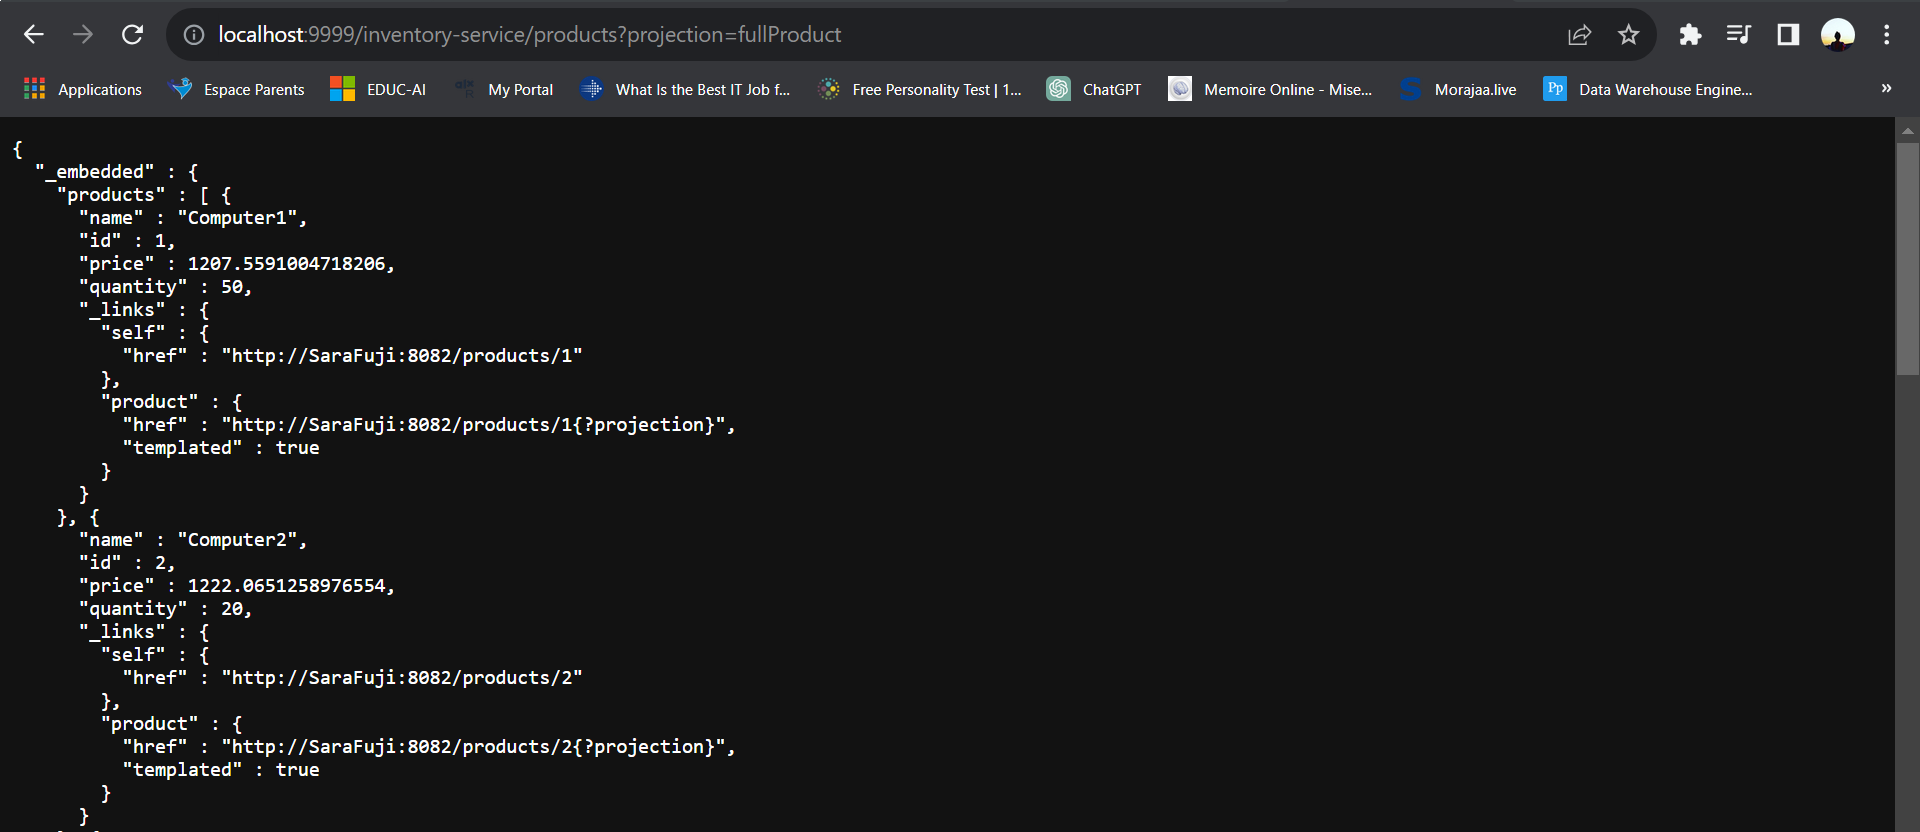 localhost:9999/inventory-service/products?projection=fullProduct
Applications Espace Parents EDUC-AI My Portal What Is the Best IT Job f... Free Personality Test | 1... ChatGPT Memoire Online - Mise... Morajaa.live Pp Data Warehouse Engine... »
{
  "_embedded" : {
    "products" : [ {
      "name" : "Computer1",
      "id" : 1,
      "price" : 1207.5591004718206,
      "quantity" : 50,
      "_links" : {
        "self" : {
          "href" : "http://SaraFuji:8082/products/1"
        },
        "product" : {
          "href" : "http://SaraFuji:8082/products/1{?projection}",
          "templated" : true
        }
      }
    }, {
      "name" : "Computer2",
      "id" : 2,
      "price" : 1222.0651258976554,
      "quantity" : 20,
      "_links" : {
        "self" : {
          "href" : "http://SaraFuji:8082/products/2"
        },
        "product" : {
          "href" : "http://SaraFuji:8082/products/2{?projection}",
          "templated" : true
        }
      }